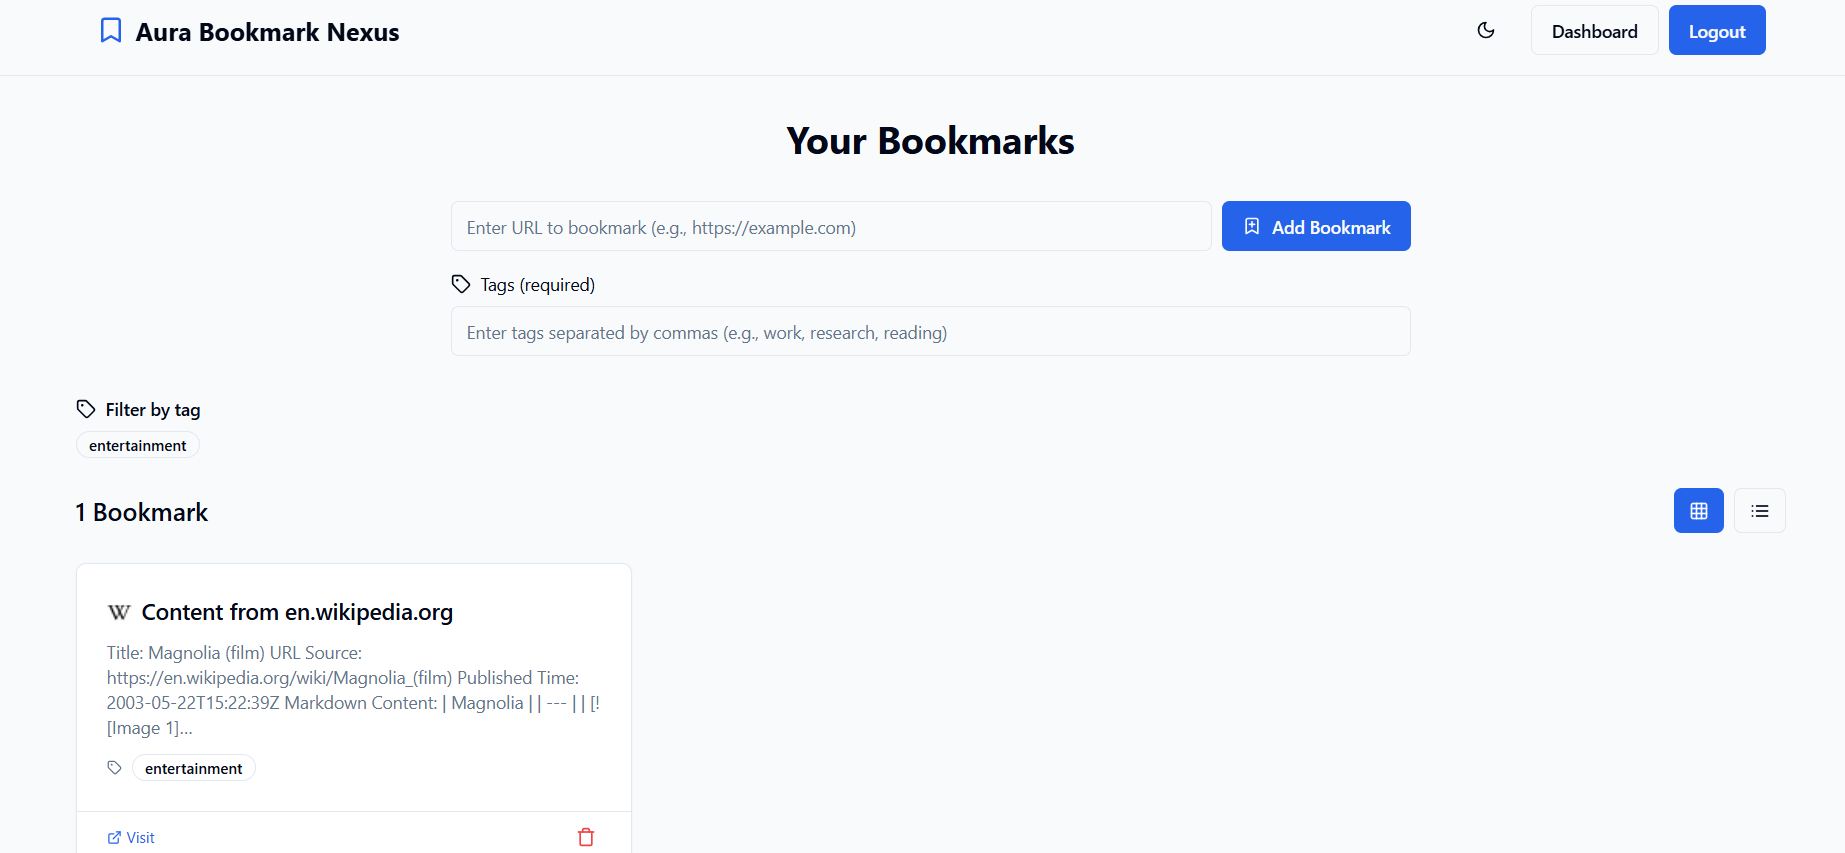 Aura Bookmark Nexus
Dashboard
Logout
Your Bookmarks
Enter URL to bookmark (e.g., https://example.com)
Add Bookmark
Tags (required)
Enter tags separated by commas (e.g., work, research, reading)
Filter by tag
entertainment
1 Bookmark
W Content from en.wikipedia.org
Title: Magnolia (film) URL Source:
https://en.wikipedia.org/wiki/Magnolia_(film) Published Time:
2003-05-22T15:22:39Z Markdown Content: | Magnolia | | --- | | [!
[Image 1]...
entertainment
Visit